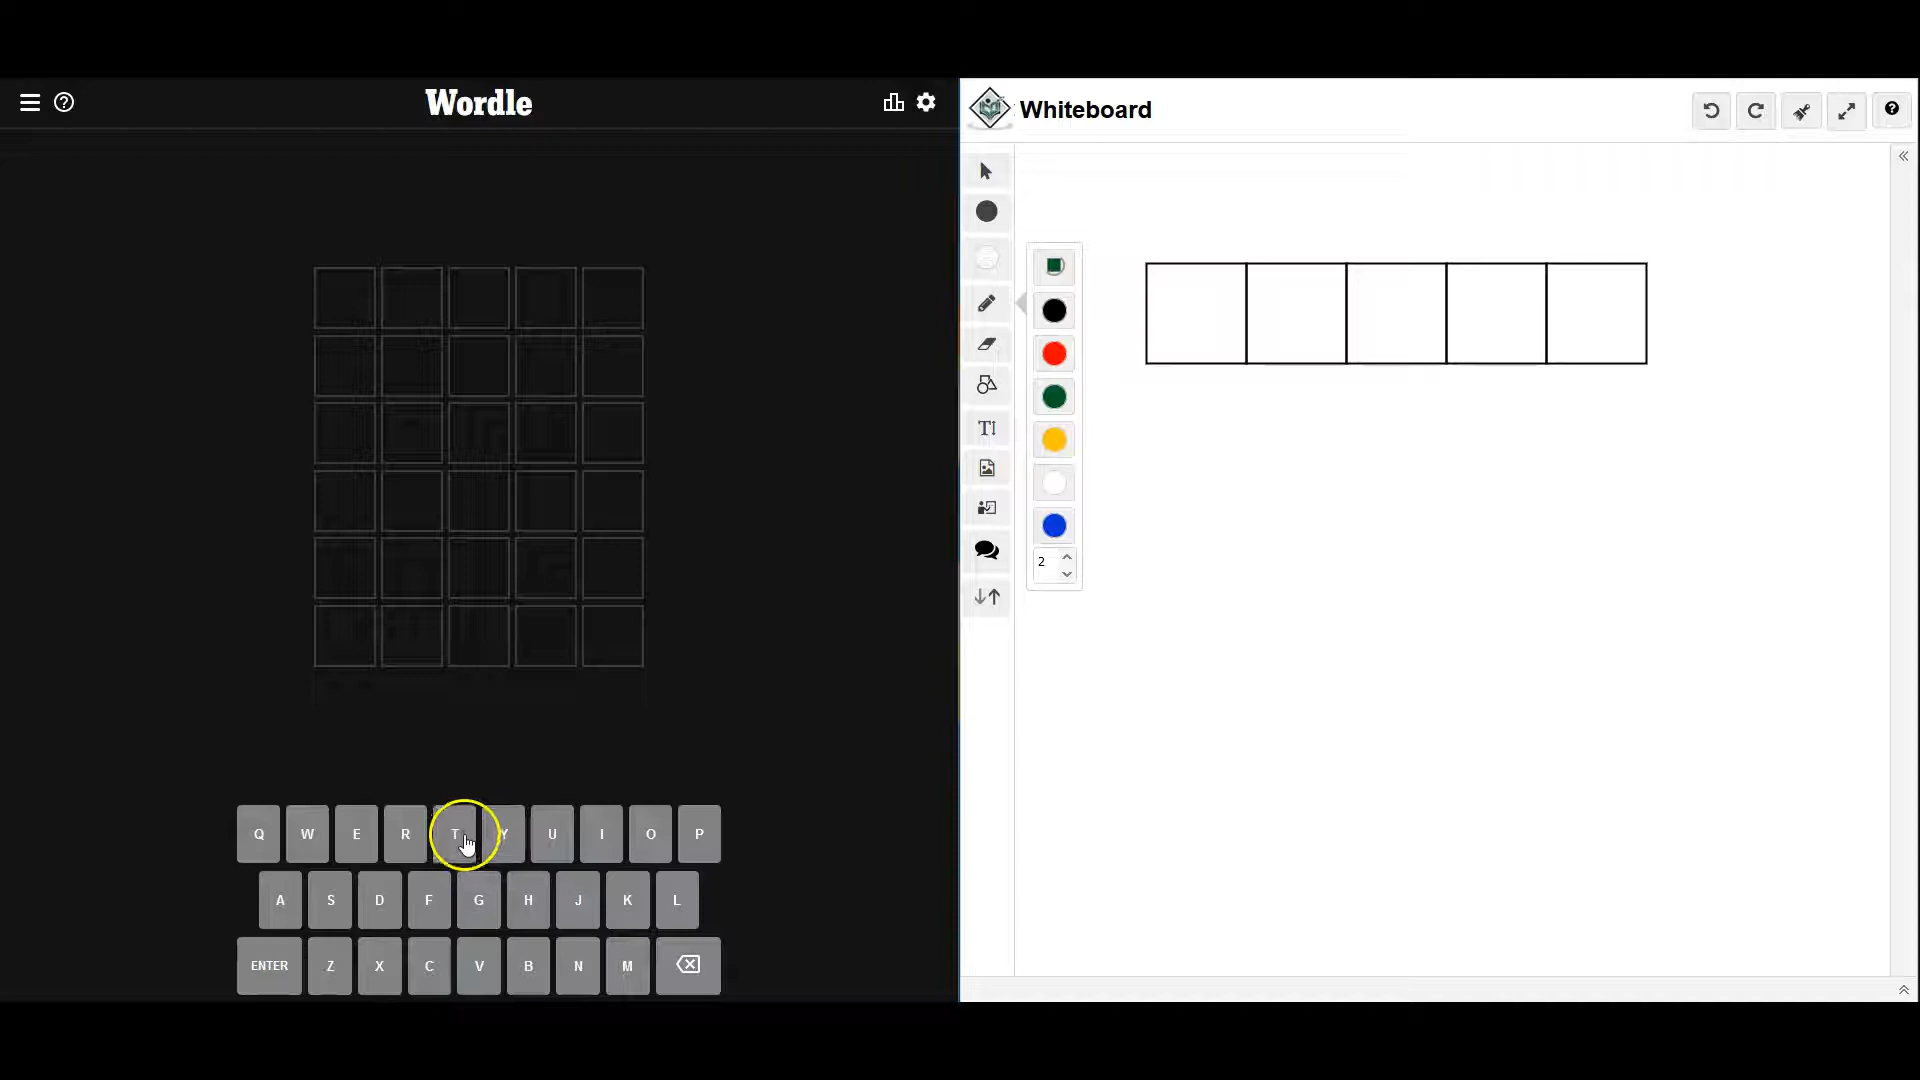 Wordle
Whiteboard
T
2
Q W E R T Y U I O P
A S D F G H J K L
ENTER Z X C V B N M